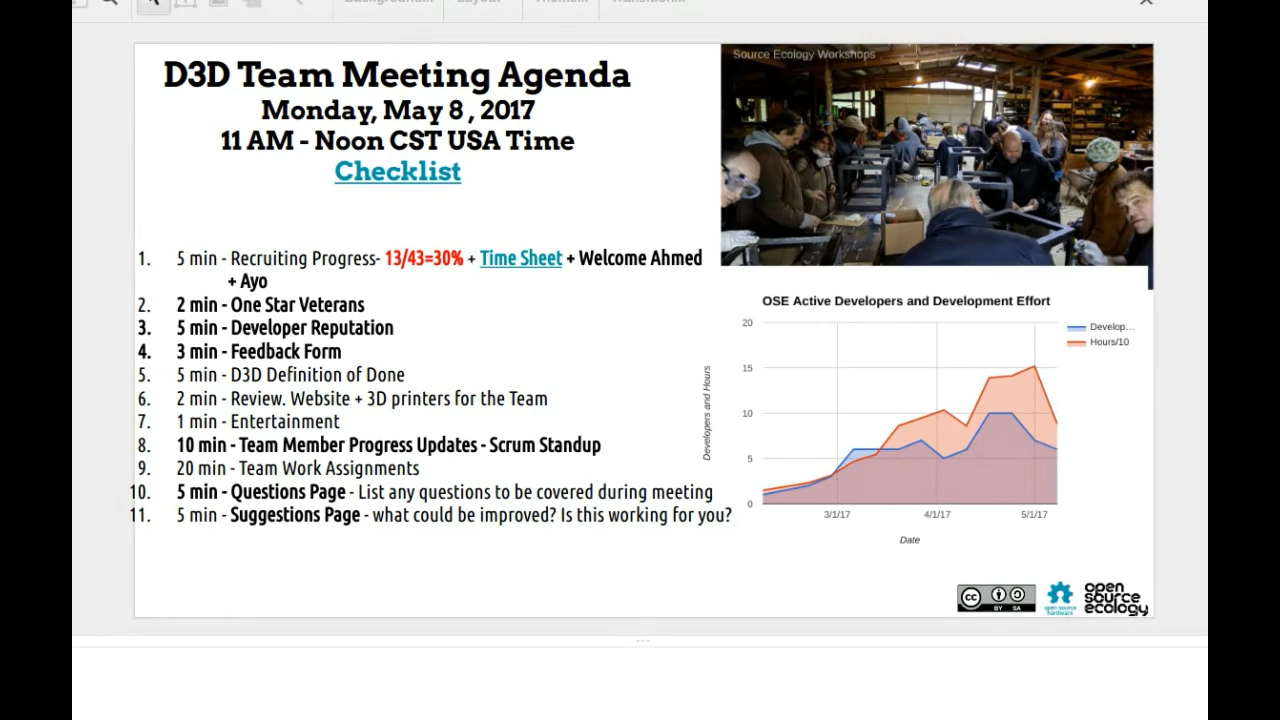 D3D Team Meeting Agenda
Monday, May 8, 2017
11 AM - Noon CST USA Time
Checklist
1. 5 min - Recruiting Progress- 13/43=30% + Time Sheet + Welcome Ahmed
+ Ayo
2. 2 min - One Star Veterans
3. 5 min - Developer Reputation
4. 3 min - Feedback Form
5. 5 min - D3D Definition of Done
6. 2 min - Review. Website + 3D printers for the Team
7. 1 min - Entertainment
8. 10 min - Team Member Progress Updates - Scrum Standup
9. 20 min - Team Work Assignments
10. 5 min - Questions Page - List any questions to be covered during meeting
11. 5 min - Suggestions Page - what could be improved? Is this working for you?
Source Ecology Workshops
OSE Active Developers and Development Effort
Develop...
Hours/10
Developers and Hours
20
15
10
5
0
3/1/17
4/1/17
5/1/17
Date
cc
BY SA
open source
hardware
open
source
ecology